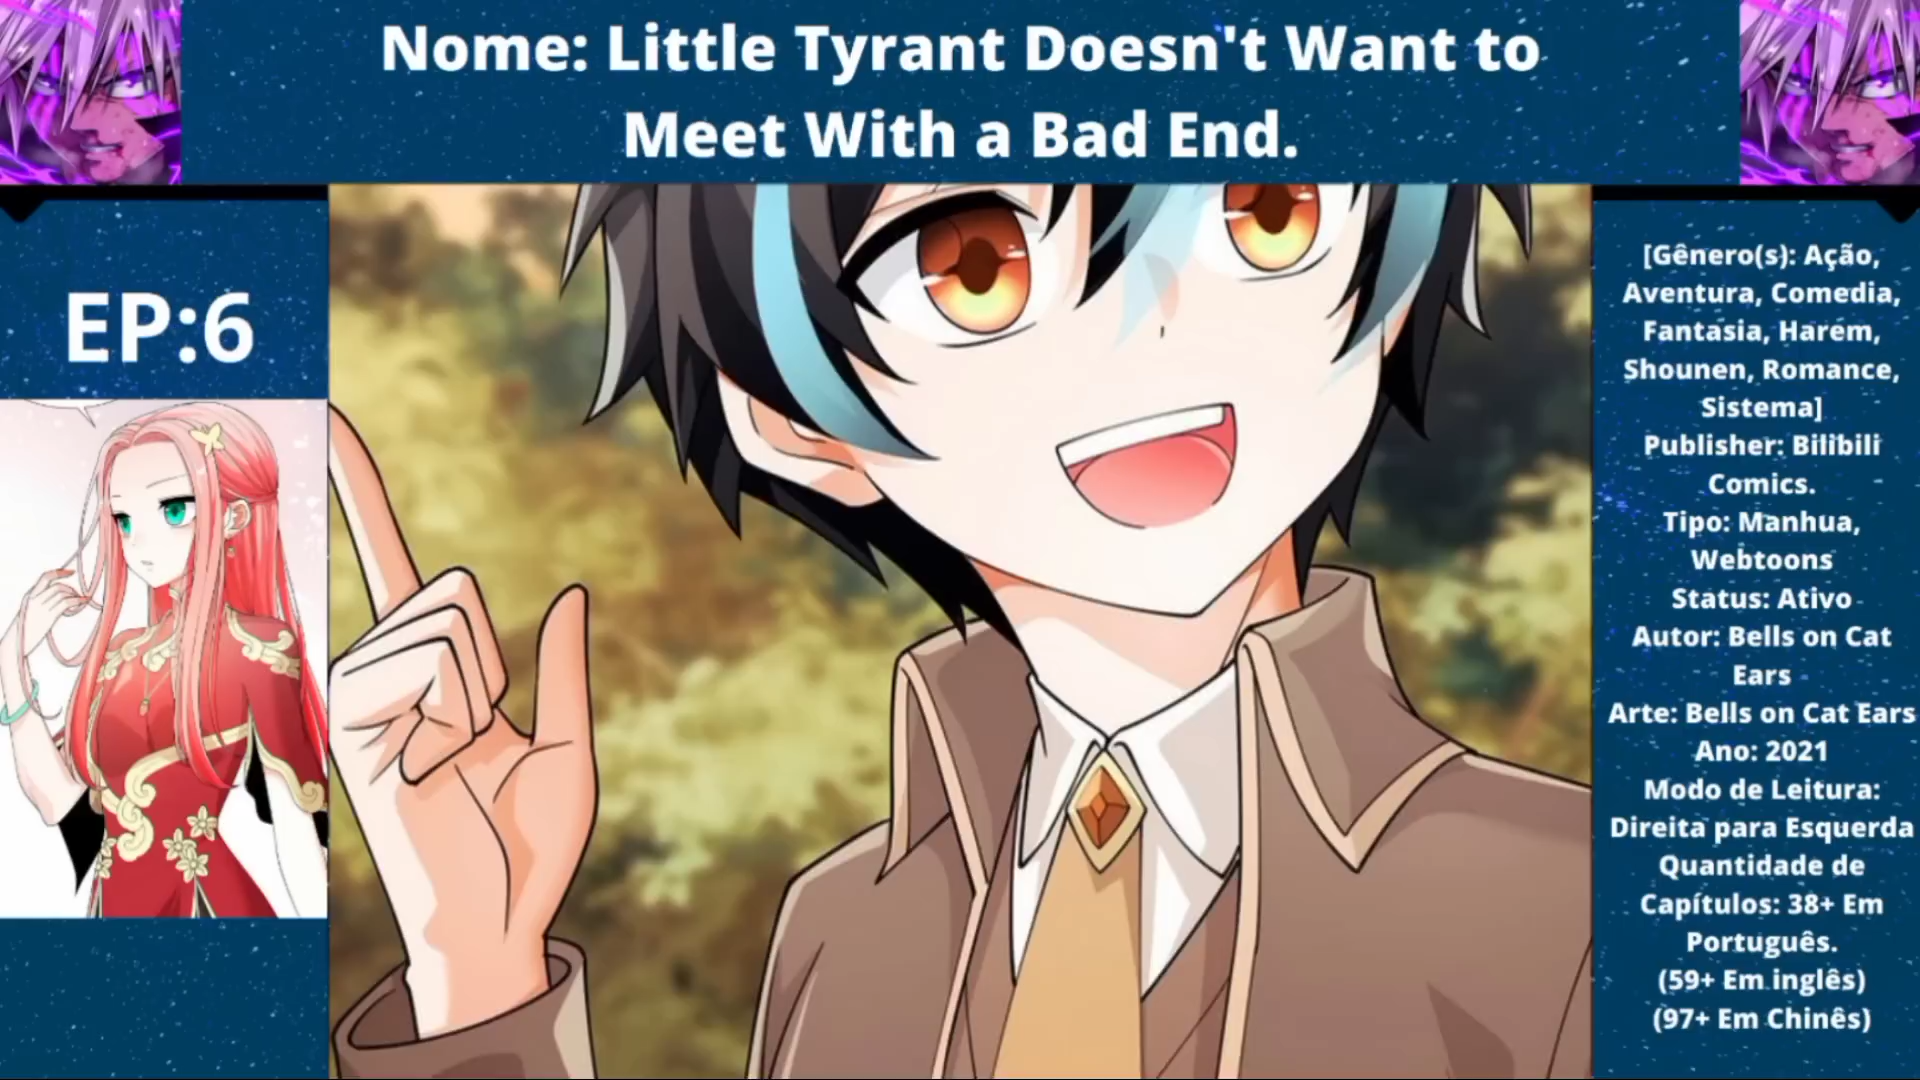 Nome: Little Tyrant Doesn't Want to
Meet With a Bad End.
EP:6
[Gênero(s): Ação,
Aventura, Comedia,
Fantasia, Harem,
Shounen, Romance,
Sistema]
Publisher: Bilibili
Comics.
Tipo: Manhua,
Webtoons
Status: Ativo
Autor: Bells on Cat
Ears
Arte: Bells on Cat Ears
Ano: 2021
Modo de Leitura:
Direita para Esquerda
Quantidade de
Capítulos: 38+ Em
Português.
(59+ Em inglês)
(97+ Em Chinês)